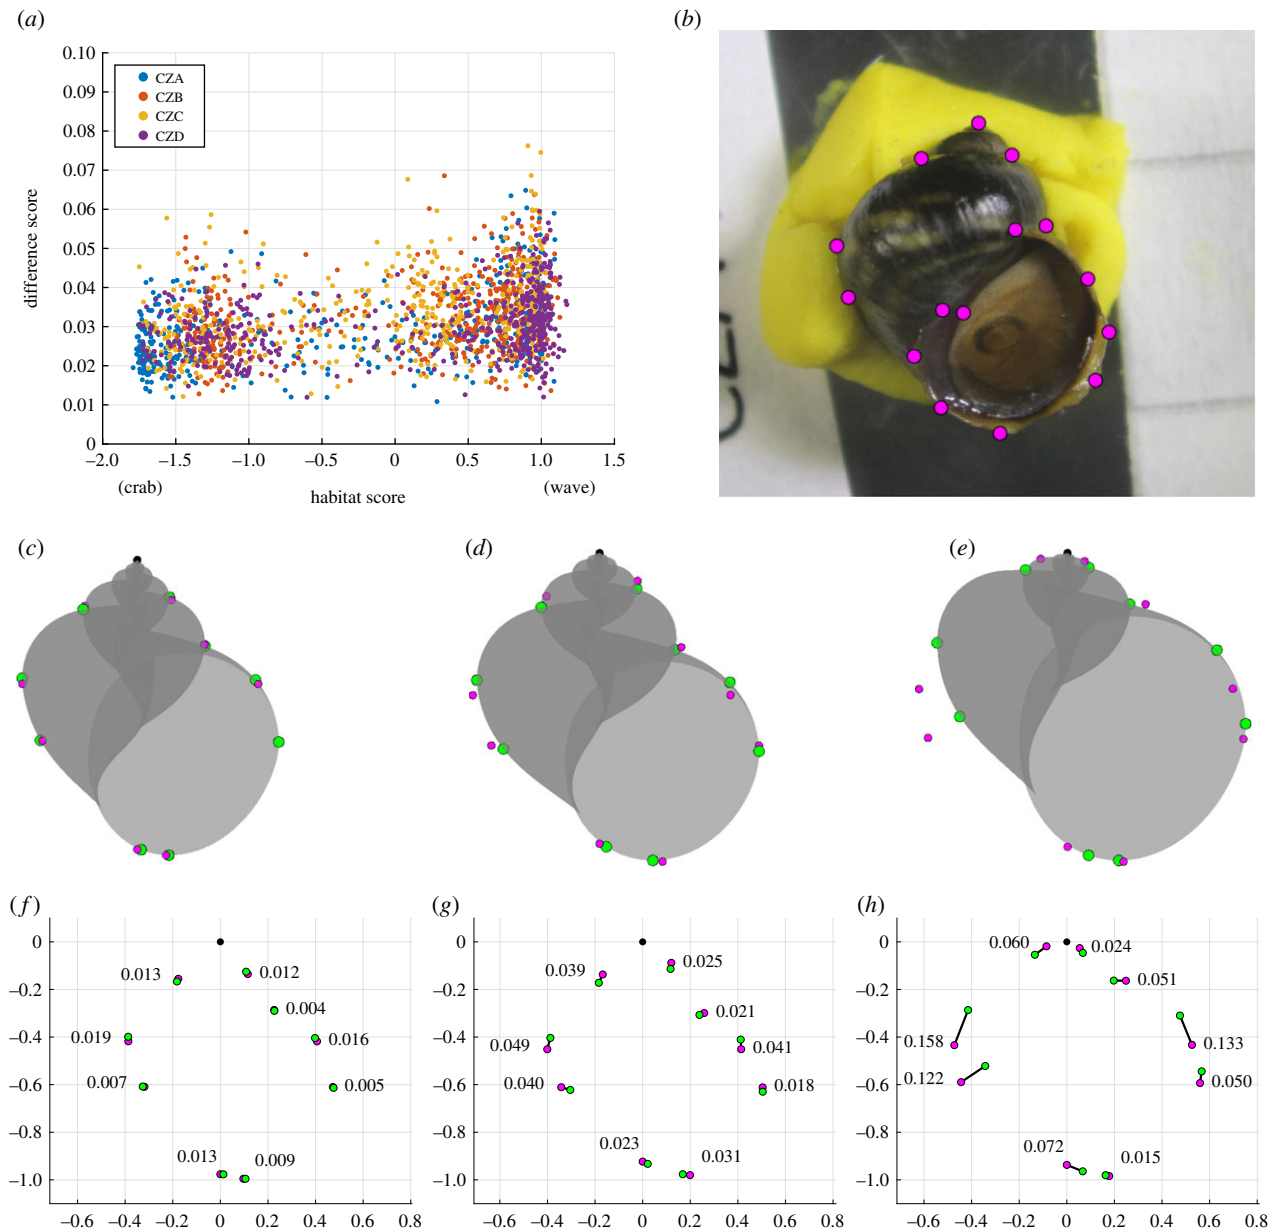 (a)
0.10
0.09
0.08
0.07
0.06
0.05
0.04
0.03
0.02
0.01
0
difference score
CZA
CZB
CZC
CZD
–2.0 –1.5 –1.0 –0.5 0 0.5 1.0 1.5
(crab) habitat score (wave)
(b)
(c) (d) (e)
(f)
0
–0.2
–0.4
–0.6
–0.8
–1.0
0.013 0.012
0.004
0.019 0.016
0.007 0.005
0.013 0.009
–0.6 –0.4 –0.2 0 0.2 0.4 0.6 0.8
(g)
0
–0.2
–0.4
–0.6
–0.8
–1.0
0.039 0.025
0.021
0.049 0.041
0.040 0.018
0.023 0.031
–0.6 –0.4 –0.2 0 0.2 0.4 0.6 0.8
(h)
0
–0.2
–0.4
–0.6
–0.8
–1.0
0.060 0.024
0.051
0.158 0.133
0.122 0.050
0.072 0.015
–0.6 –0.4 –0.2 0 0.2 0.4 0.6 0.8